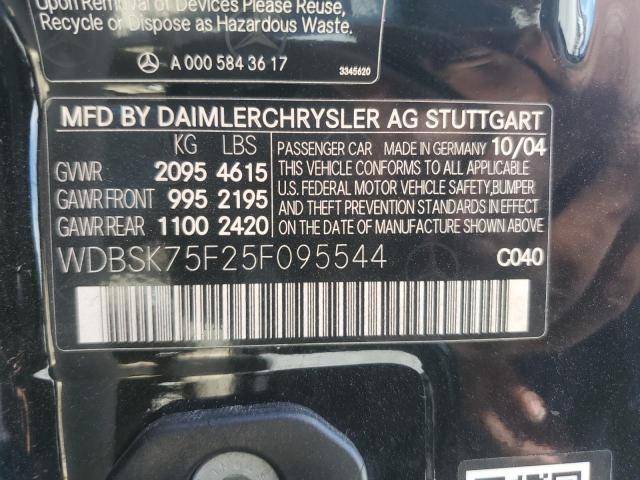 Upon Removal of Devices Please Reuse,
Recycle or Dispose as Hazardous Waste.
A 000 584 36 17
3345620
MFD BY DAIMLERCHRYSLER AG STUTTGART
KG LBS
GVWR 2095 4615
GAWR FRONT 995 2195
GAWR REAR 1100 2420
PASSENGER CAR MADE IN GERMANY 10/04
THIS VEHICLE CONFORMS TO ALL APPLICABLE
U.S. FEDERAL MOTOR VEHICLE SAFETY,BUMPER
AND THEFT PREVENTION STANDARDS IN EFFECT
ON THE DATE OF MANUFACTURE SHOWN ABOVE.
WDBSK75F25F095544
C040